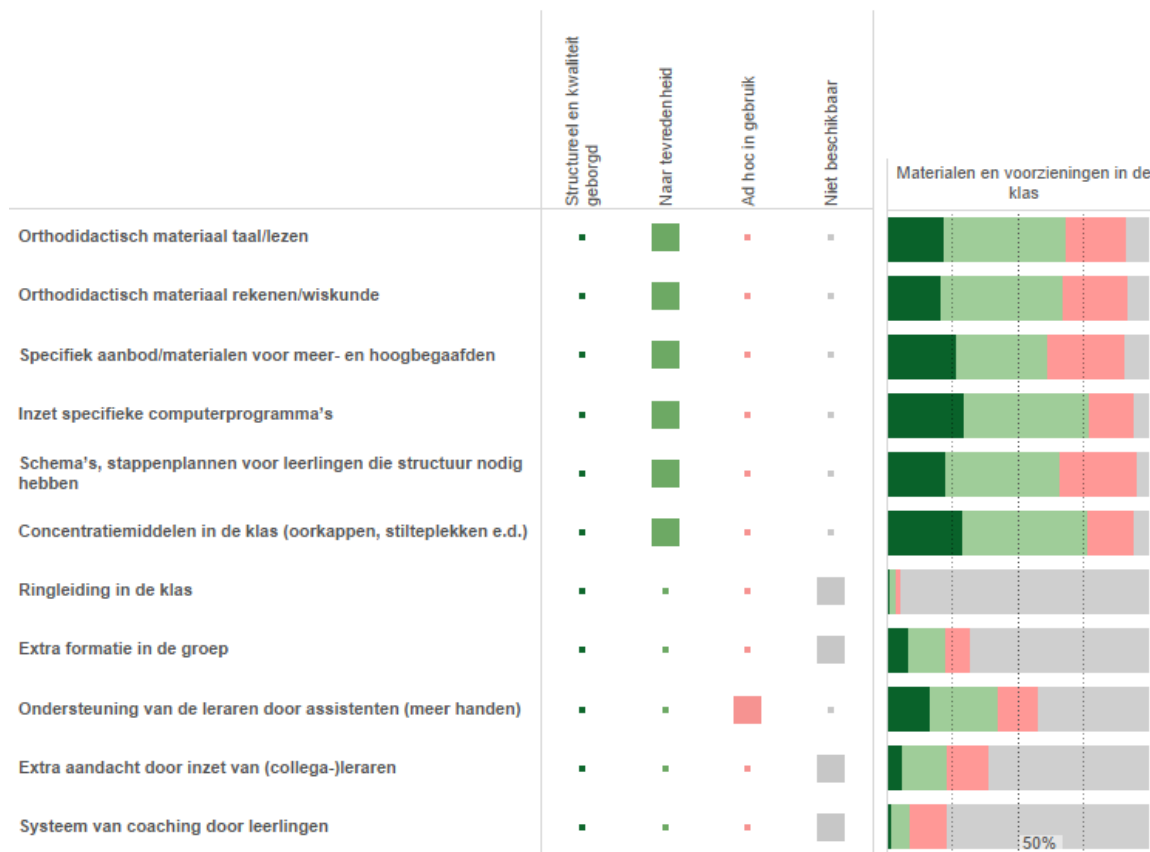 Structureel en kwaliteit
geborgd
Naar tevredenheid
Ad hoc in gebruik
Niet beschikbaar
Materialen en voorzieningen in de
klas
Orthodidactisch materiaal taal/lezen
Orthodidactisch materiaal rekenen/wiskunde
Specifiek aanbod/materialen voor meer- en hoogbegaafden
Inzet specifieke computerprogramma's
Schema's, stappenplannen voor leerlingen die structuur nodig
hebben
Concentratiemiddelen in de klas (oorkappen, stilteplekken e.d.)
Ringleiding in de klas
Extra formatie in de groep
Ondersteuning van de leraren door assistenten (meer handen)
Extra aandacht door inzet van (collega-)leraren
Systeem van coaching door leerlingen
50%